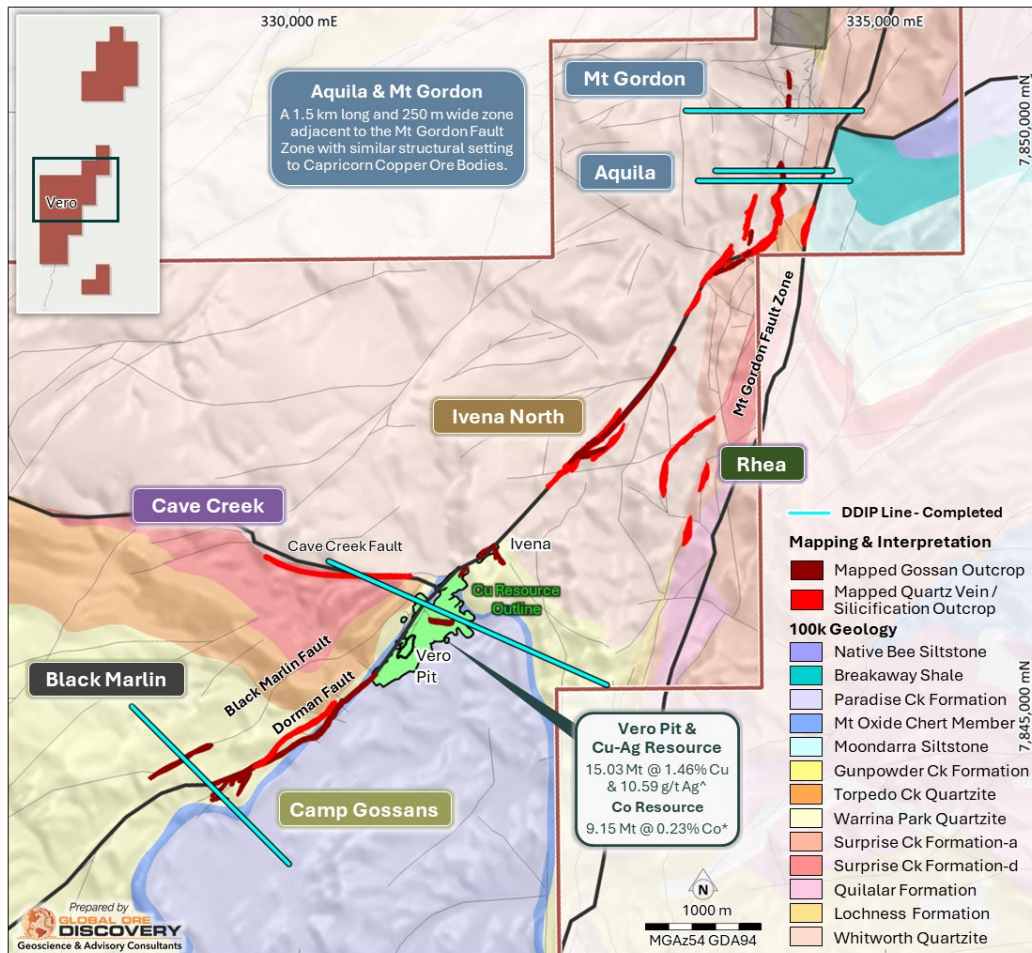 330,000 mE
335,000 mE
7,850,000 mN
7,845,000 mN
Vero
Aquila & Mt Gordon
A 1.5 km long and 250 m wide zone
adjacent to the Mt Gordon Fault
Zone with similar structural setting
to Capricorn Copper Ore Bodies.
Mt Gordon
Aquila
Mt Gordon Fault Zone
Ivena North
Rhea
Cave Creek
Cave Creek Fault
Ivena
Cu Resource
Outline
Vero
Pit
Black Marlin
Black Marlin Fault
Dorman Fault
Camp Gossans
Vero Pit &
Cu-Ag Resource
15.03 Mt @ 1.46% Cu
& 10.59 g/t Ag^
Co Resource
9.15 Mt @ 0.23% Co*
DDIP Line - Completed
Mapping & Interpretation
Mapped Gossan Outcrop
Mapped Quartz Vein /
Silicification Outcrop
100k Geology
Native Bee Siltstone
Breakaway Shale
Paradise Ck Formation
Mt Oxide Chert Member
Moondarra Siltstone
Gunpowder Ck Formation
Torpedo Ck Quartzite
Warrina Park Quartzite
Surprise Ck Formation-a
Surprise Ck Formation-d
Quilalar Formation
Lochness Formation
Whitworth Quartzite
N
1000 m
MGAz54 GDA94
Prepared by
GLOBAL ORE
DISCOVERY
Geoscience & Advisory Consultants